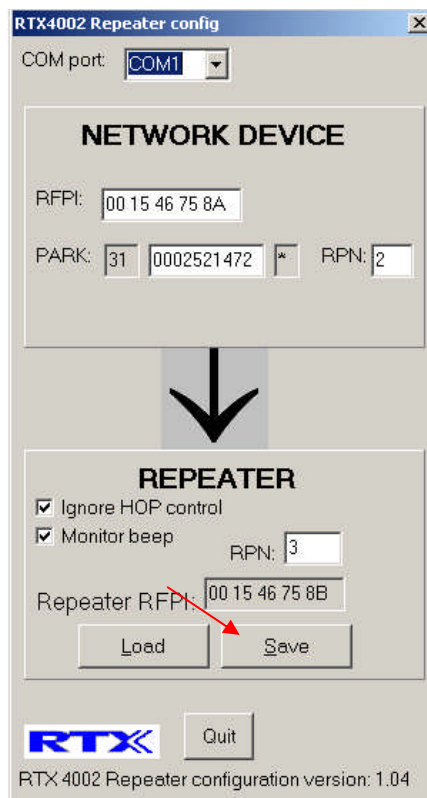 RTX4002 Repeater config
COM port: COM1
NETWORK DEVICE
RFPI: 00 15 46 75 8A
PARK: 31 0002521472 * RPN: 2
REPEATER
Ignore HOP control
Monitor beep
RPN: 3
Repeater RFPI: 00 15 46 75 8B
Load Save
RTX Quit
RTX 4002 Repeater configuration version: 1.04